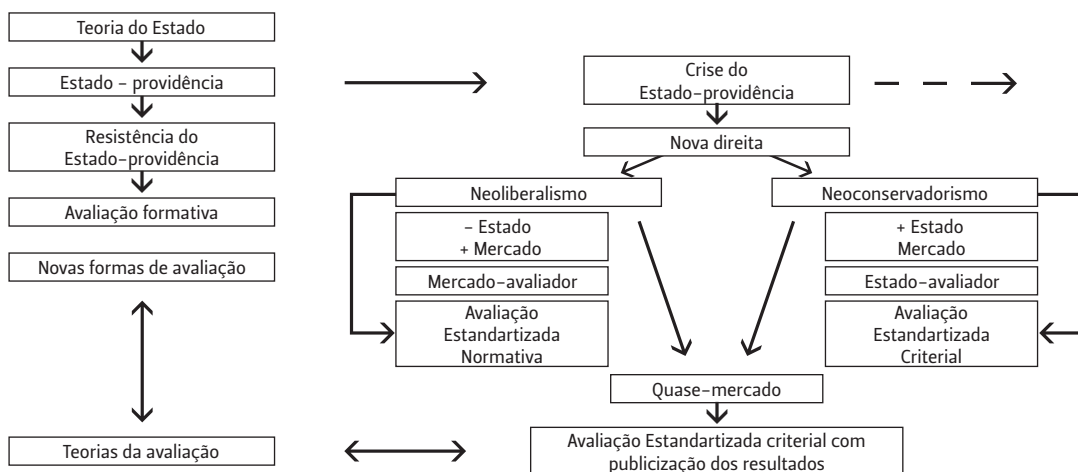 Teoria do Estado
Estado – providência
Resistência do
Estado–providência
Avaliação formativa
Novas formas de avaliação
Teorias da avaliação
Crise do
Estado–providência
Nova direita
Neoliberalismo
– Estado
+ Mercado
Mercado–avaliador
Avaliação
Estandartizada
Normativa
Neoconservadorismo
+ Estado
Mercado
Estado–avaliador
Avaliação
Estandartizada
Criterial
Quase–mercado
Avaliação Estandartizada criterial com
publicização dos resultados